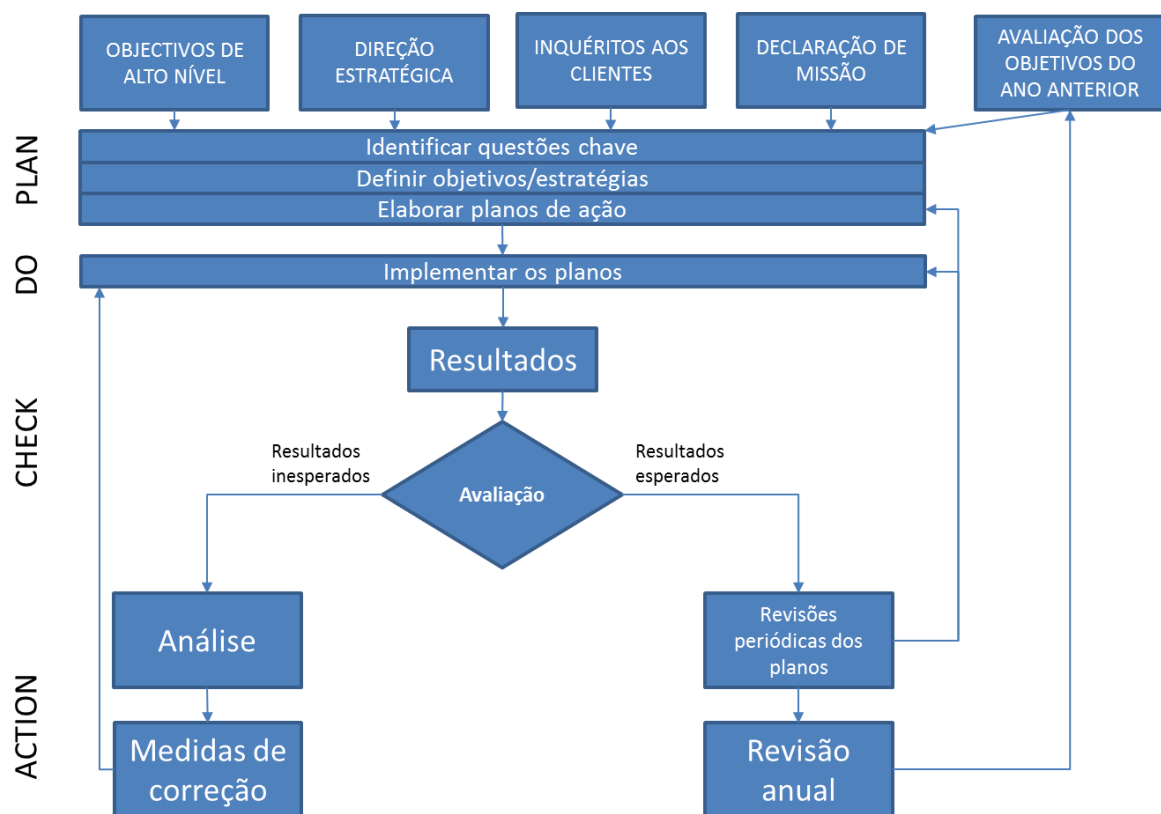 OBJECTIVOS DE
ALTO NÍVEL
DIREÇÃO
ESTRATÉGICA
INQUÉRITOS AOS
CLIENTES
DECLARAÇÃO DE
MISSÃO
AVALIAÇÃO DOS
OBJETIVOS DO
ANO ANTERIOR
PLAN
Identificar questões chave
Definir objetivos/estratégias
Elaborar planos de ação
DO
Implementar os planos
CHECK
Resultados
Resultados
inesperados
Avaliação
Resultados
esperados
ACTION
Análise
Revisões
periódicas dos
planos
Medidas de
correção
Revisão
anual